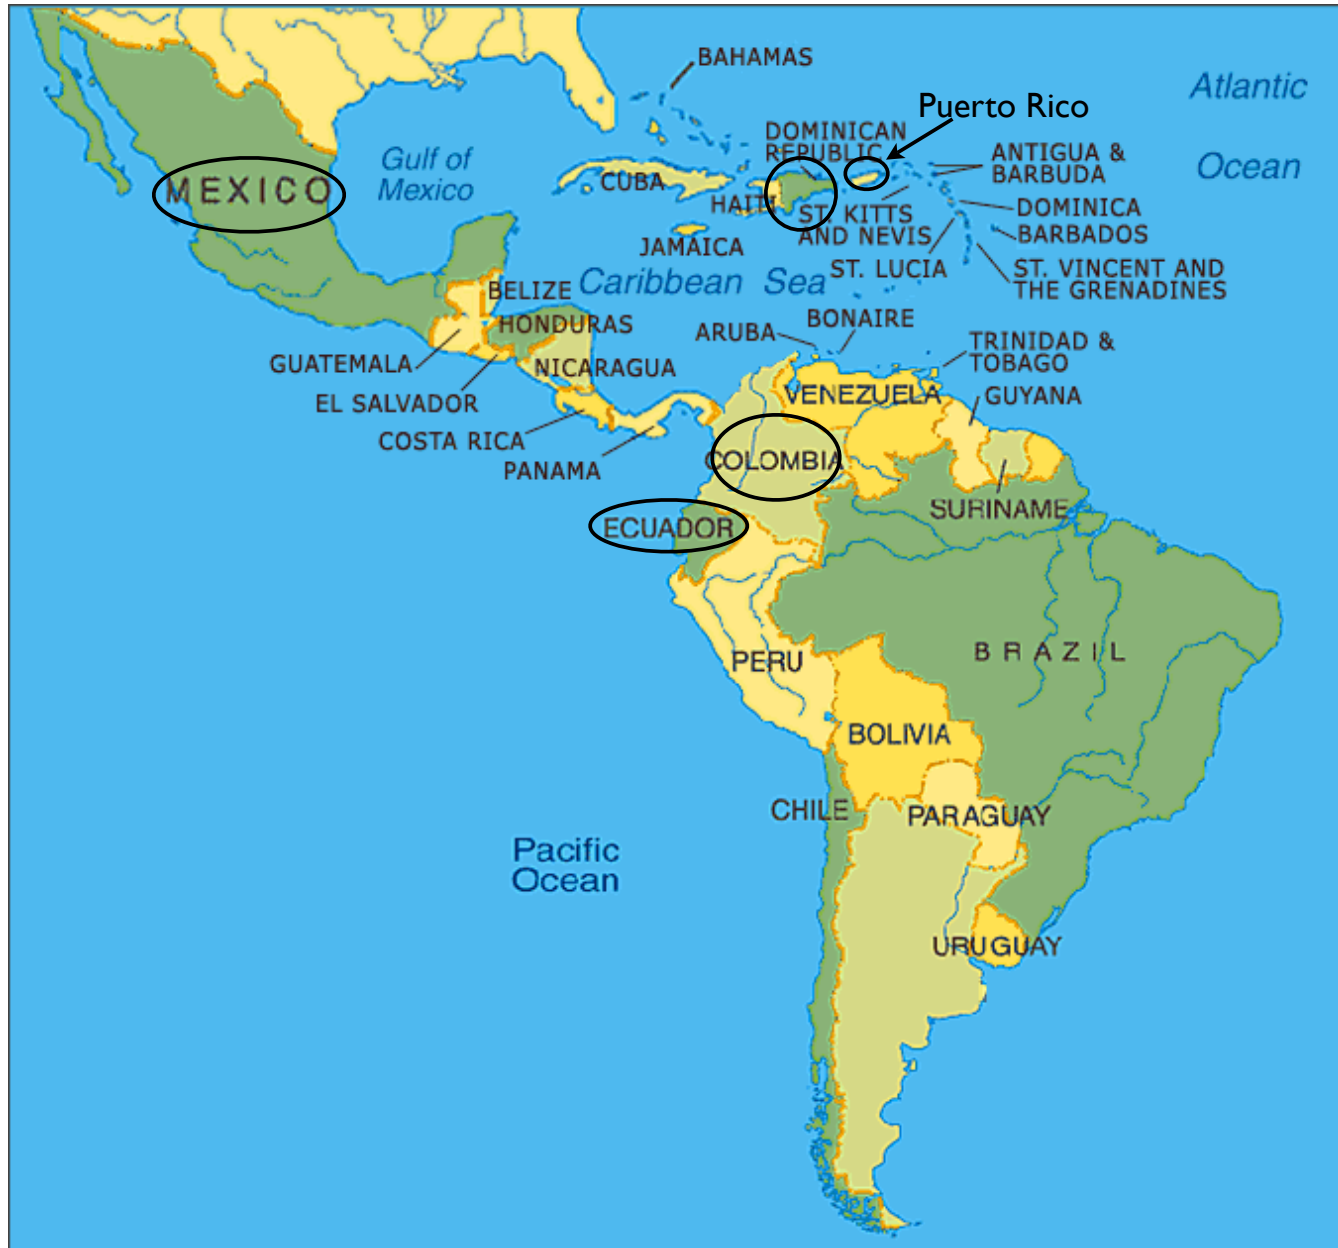 BAHAMAS
Atlantic
Ocean
Puerto Rico
DOMINICAN
REPUBLIC
Gulf of
Mexico
MEXICO
CUBA
HAITI
ANTIGUA &
BARBUDA
ST. KITTS
AND NEVIS
DOMINICA
BARBADOS
JAMAICA
ST. LUCIA
ST. VINCENT AND
THE GRENADINES
Caribbean Sea
BELIZE
HONDURAS
ARUBA
BONAIRE
GUATEMALA
NICARAGUA
TRINIDAD &
TOBAGO
EL SALVADOR
VENEZUELA
GUYANA
COSTA RICA
PANAMA
COLOMBIA
SURINAME
ECUADOR
PERU
BRAZIL
BOLIVIA
CHILE
PARAGUAY
Pacific
Ocean
URUGUAY